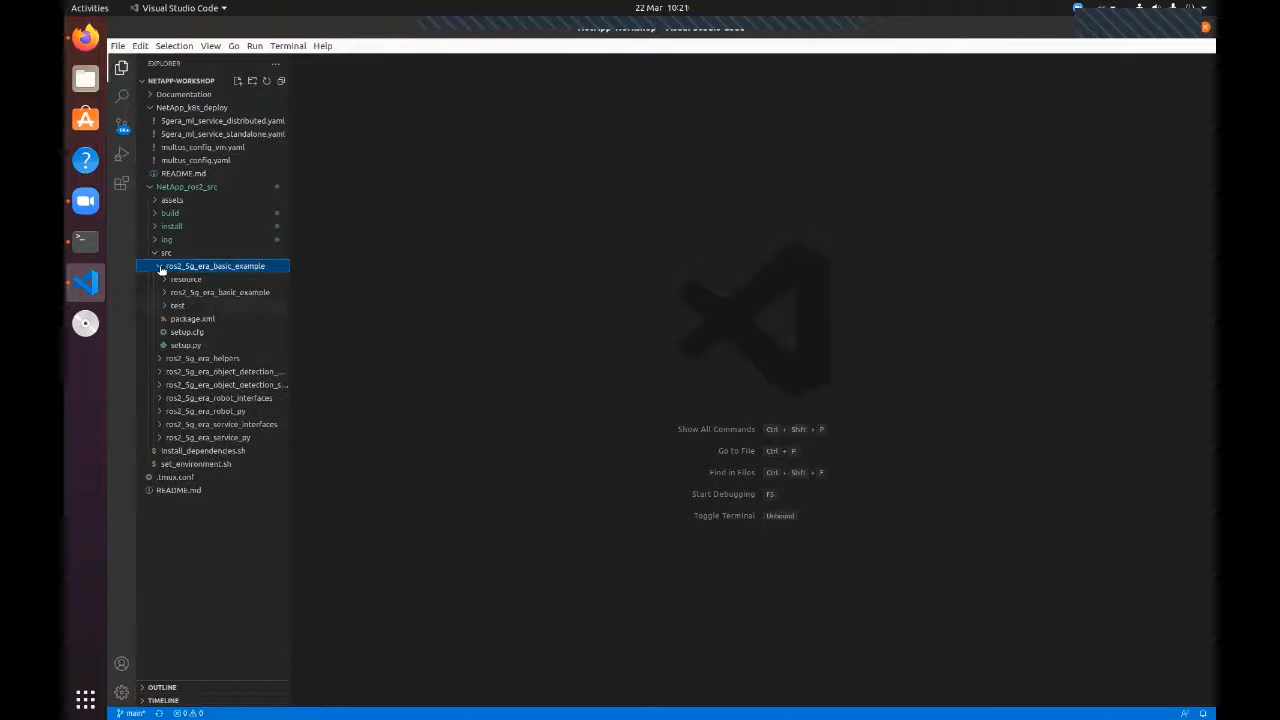 Activities
Visual Studio Code
22 Mar 10:21
File Edit Selection View Go Run Terminal Help
EXPLORER
NETAPP-WORKSHOP
Documentation
NetApp_k8s_deploy
5gera_ml_service_distributed.yaml
5gera_ml_service_standalone.yaml
multus_config_vm.yaml
multus_config.yaml
README.md
NetApp_ros2_src
assets
build
install
log
src
ros2_5g_era_basic_example
resource
ros2_5g_era_basic_example
test
package.xml
setup.cfg
setup.py
ros2_5g_era_helpers
ros2_5g_era_object_detection_...
ros2_5g_era_object_detection_s...
ros2_5g_era_robot_interfaces
ros2_5g_era_robot_py
ros2_5g_era_service_interfaces
ros2_5g_era_service_py
install_dependencies.sh
set_environment.sh
.tmux.conf
README.md
Show All Commands Ctrl + Shift + P
Go to File Ctrl + P
Find in Files Ctrl + Shift + F
Start Debugging F5
Toggle Terminal Unbound
OUTLINE
TIMELINE
main* 0 0